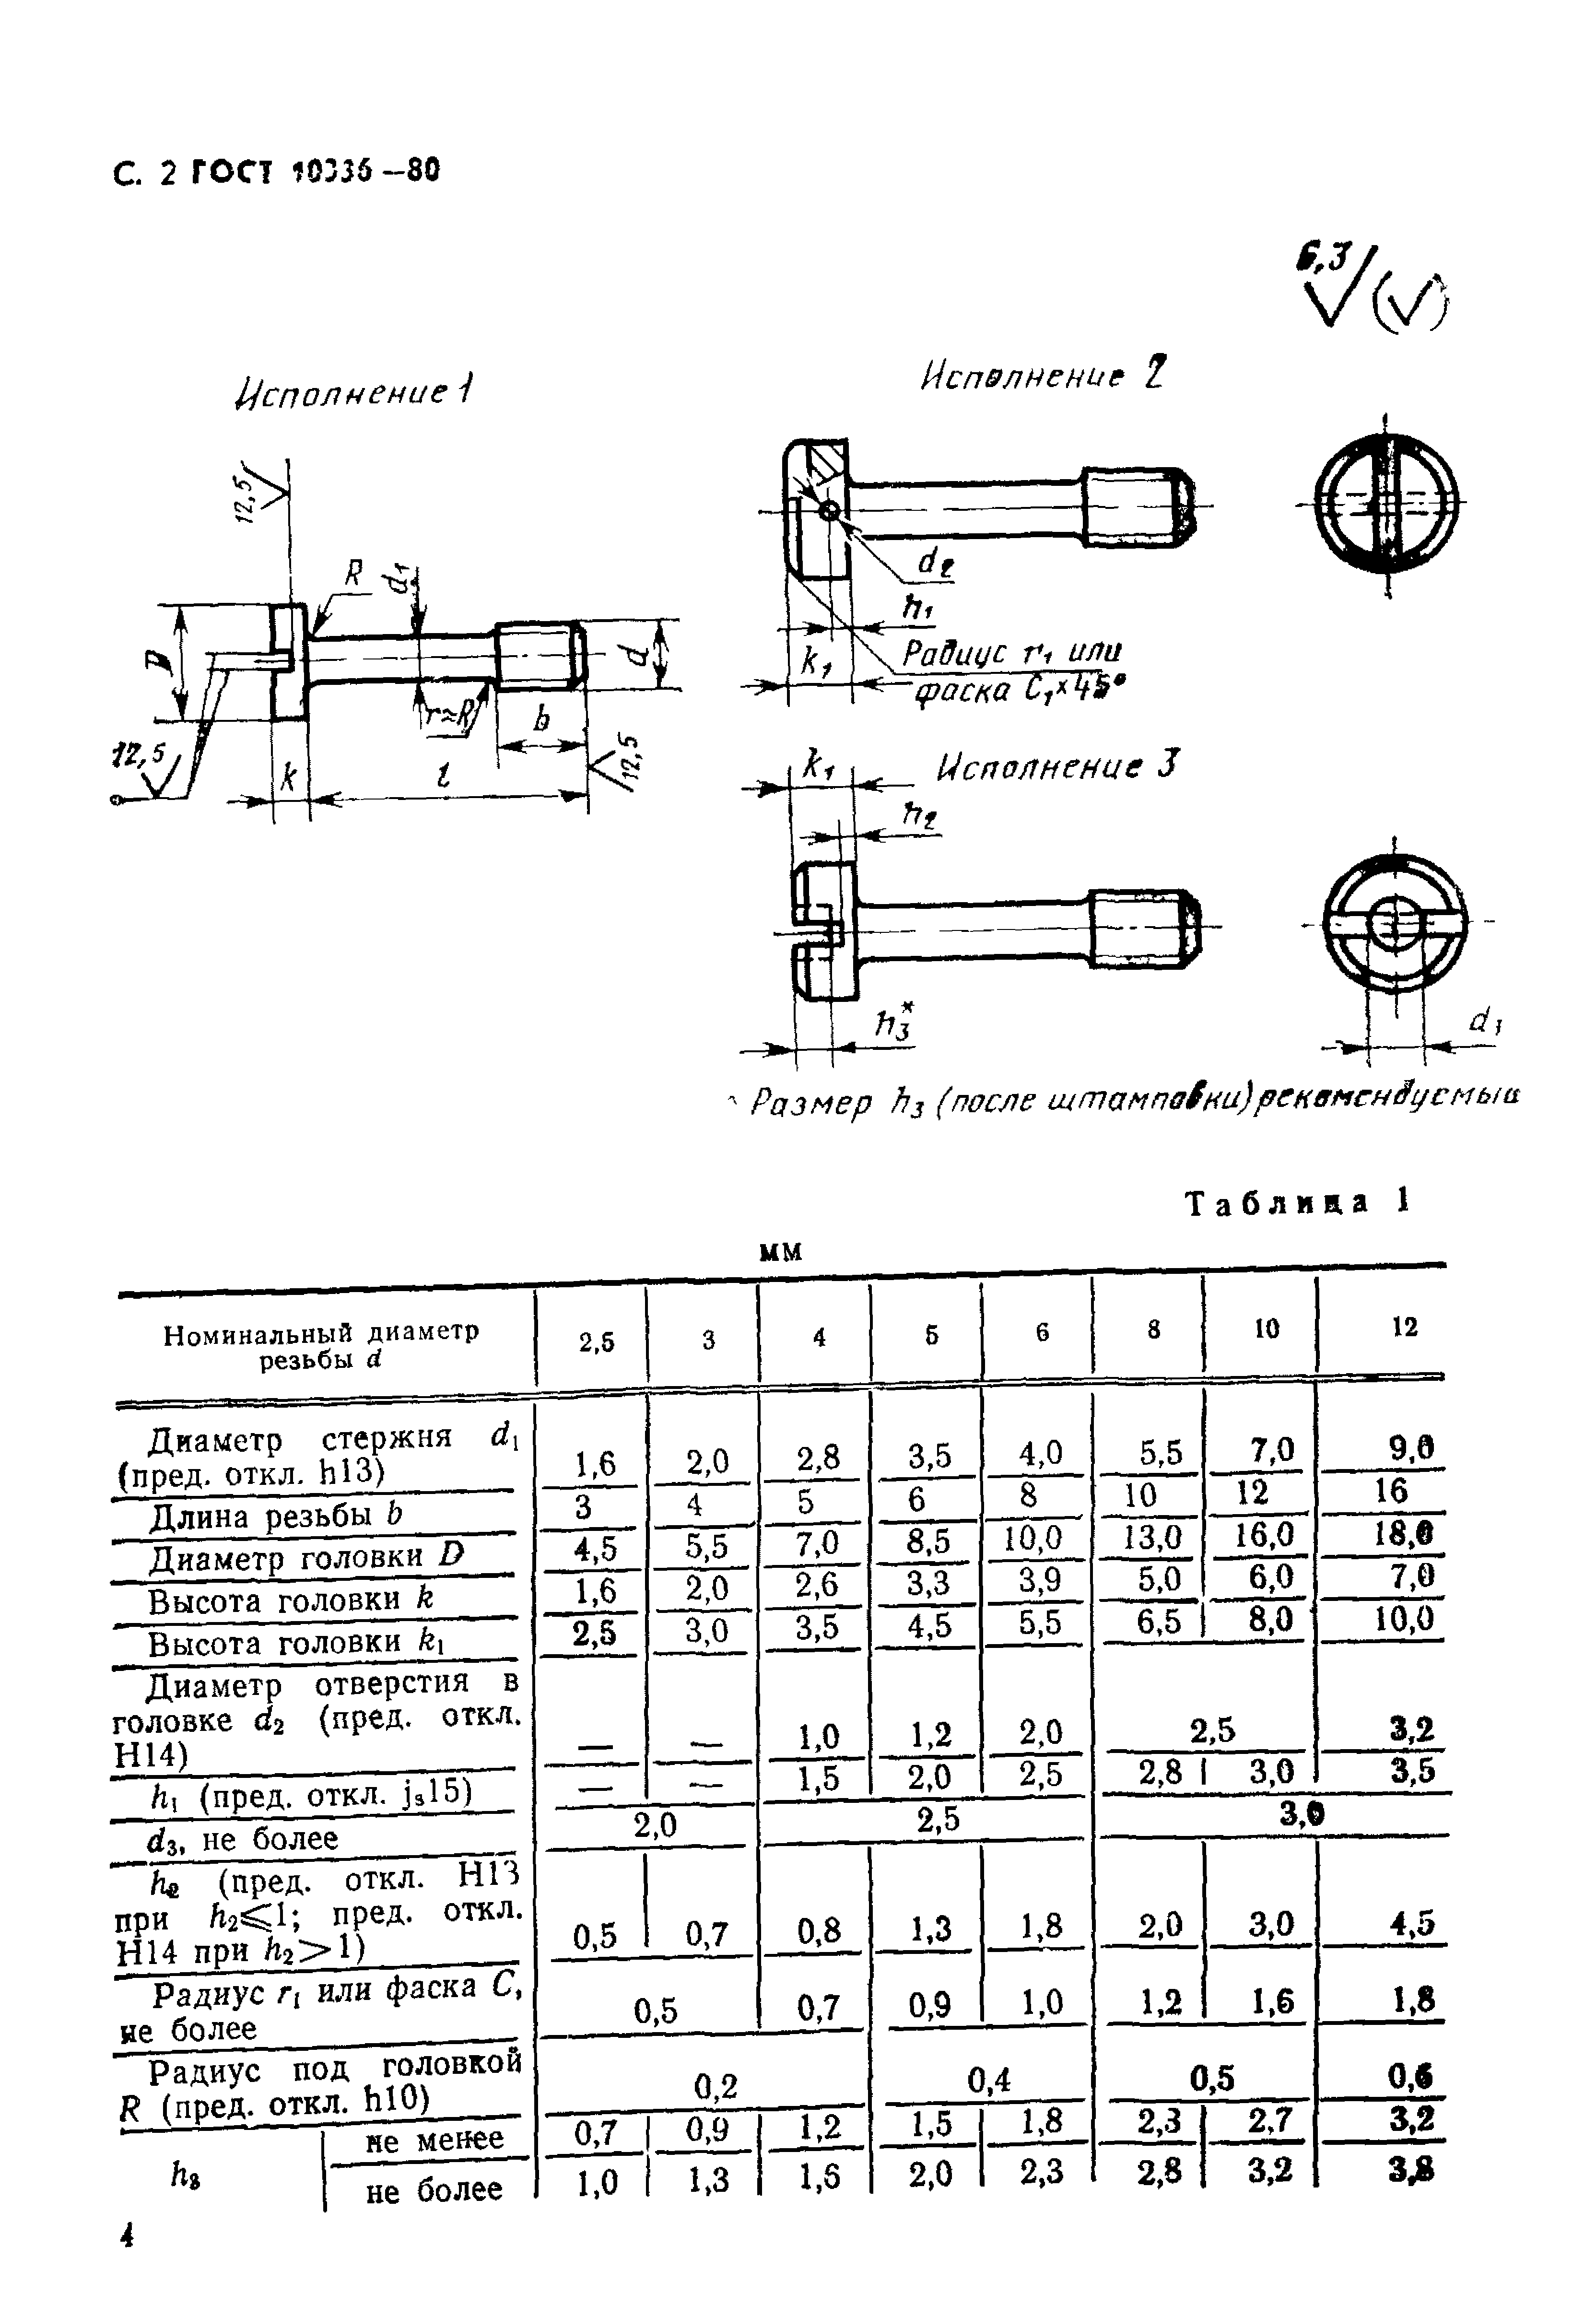 С. 2 ГОСТ 10336—80
6,3
Исполнение 1
Исполнение 2
12,5
R
d₁
D
d
d₂
h₁
k₁
Радиус r₁ или
фаска C₁×45°
r≈R
b
12,5
12,5
k
l
k₁
Исполнение 3
h₂
h₃*
d₃
* Размер h₃ (после штамповки) рекомендуемый
Таблица 1
мм
Номинальный диаметр резьбы d 2,5 3 4 5 6 8 10 12
Диаметр стержня d₁
(пред. откл. h13) 1,6 2,0 2,8 3,5 4,0 5,5 7,0 9,0
Длина резьбы b 3 4 5 6 8 10 12 16
Диаметр головки D 4,5 5,5 7,0 8,5 10,0 13,0 16,0 18,0
Высота головки k 1,6 2,0 2,6 3,3 3,9 5,0 6,0 7,0
Высота головки k₁ 2,5 3,0 3,5 4,5 5,5 6,5 8,0 10,0
Диаметр отверстия в
головке d₂ (пред. откл.
H14) — — 1,0 1,2 2,0 2,5 3,2
h₁ (пред. откл. jₛ15) — — 1,5 2,0 2,5 2,8 3,0 3,5
d₃, не более 2,0 2,5 3,0
h₂ (пред. откл. H13
при h₂⩽1; пред. откл.
H14 при h₂>1) 0,5 0,7 0,8 1,3 1,8 2,0 3,0 4,5
Радиус r₁ или фаска C,
не более 0,5 0,7 0,9 1,0 1,2 1,6 1,8
Радиус под головкой
R (пред. откл. h10) 0,2 0,4 0,5 0,6
h₃ не менее 0,7 0,9 1,2 1,5 1,8 2,3 2,7 3,2
не более 1,0 1,3 1,6 2,0 2,3 2,8 3,2 3,8
4